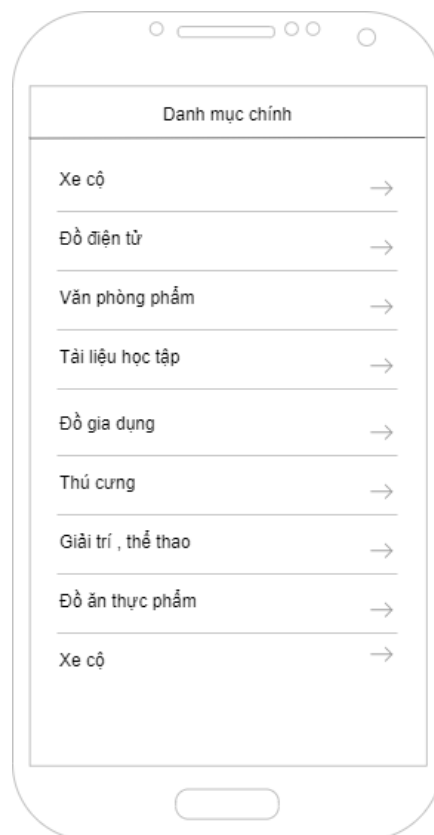 Danh mục chính
Xe cộ
Đồ điện tử
Văn phòng phẩm
Tài liệu học tập
Đồ gia dụng
Thú cưng
Giải trí , thể thao
Đồ ăn thực phẩm
Xe cộ